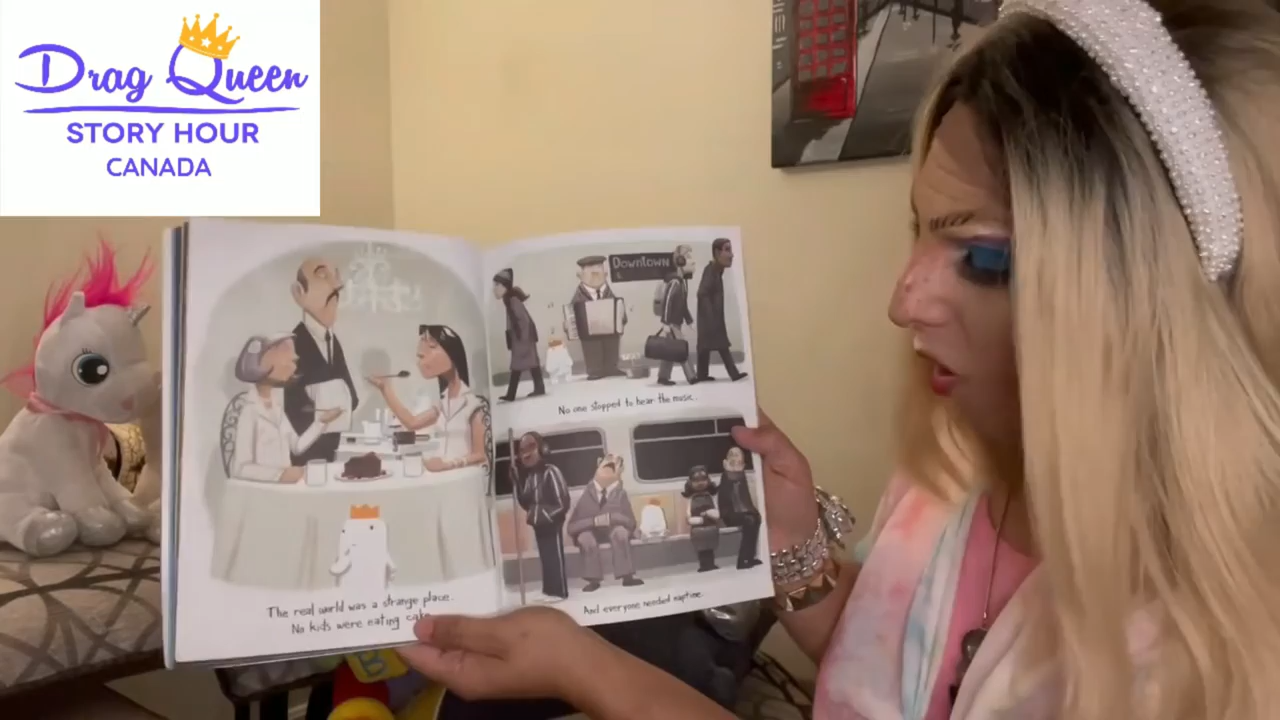 Drag Queen
STORY HOUR
CANADA
DOWNTOWN
The real world was a strange place.
No kids were eating cake.
No one stopped to hear the music.
And everyone needed naptime.